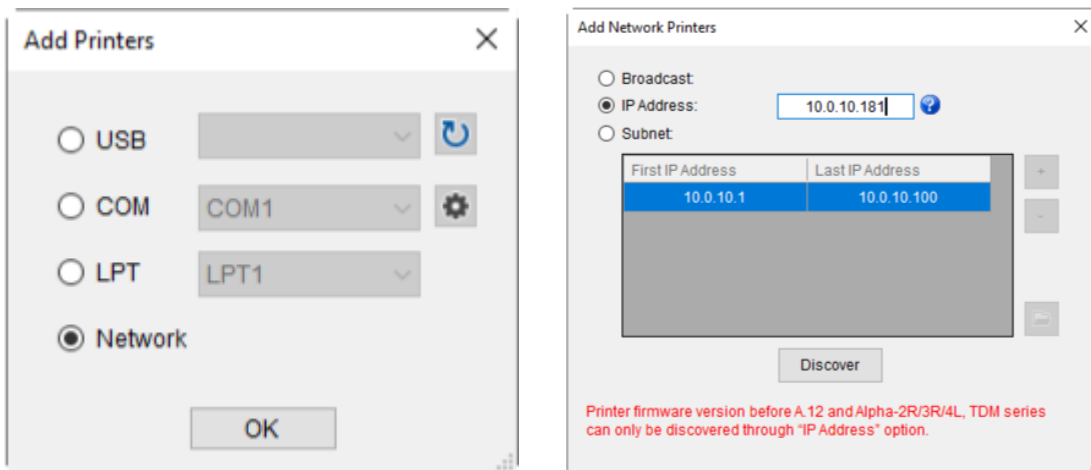 Add Printers
USB
COM COM1
LPT LPT1
Network
OK
Add Network Printers
Broadcast:
IP Address: 10.0.10.181
Subnet:
First IP Address Last IP Address
10.0.10.1 10.0.10.100
+
-
Discover
Printer firmware version before A.12 and Alpha-2R/3R/4L, TDM series
can only be discovered through "IP Address" option.